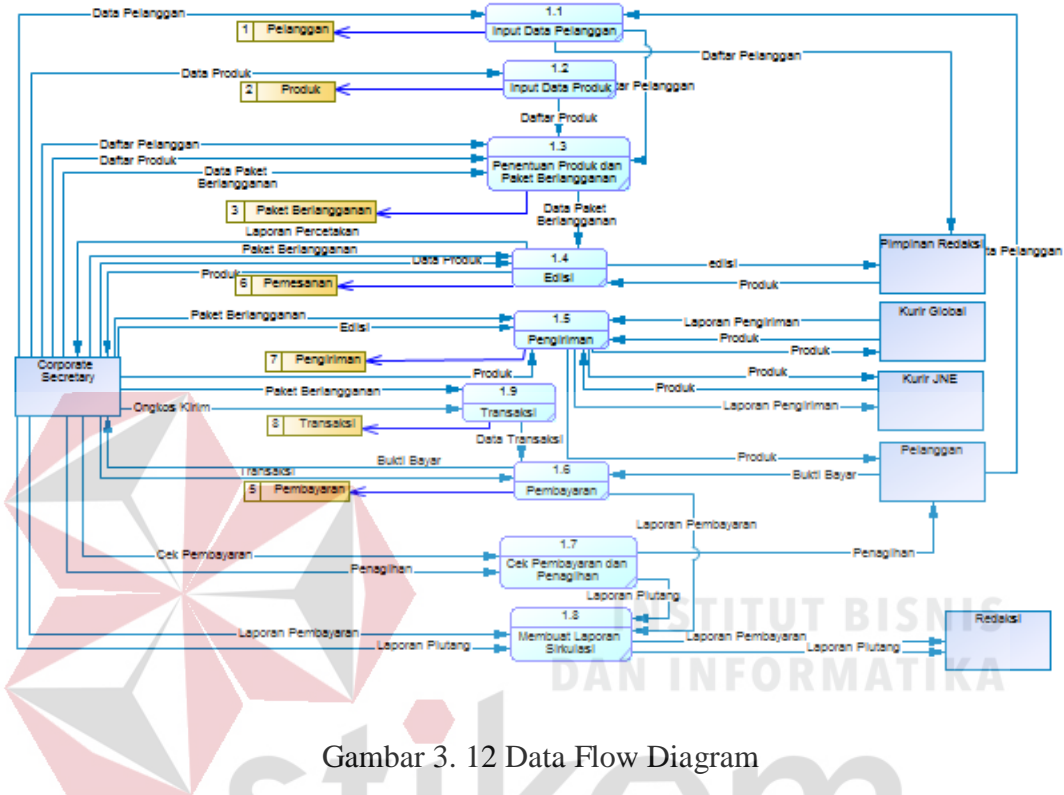 Data Pelanggan
1.1
Input Data Pelanggan
1 Pelanggan
Daftar Pelanggan
Data Produk
1.2
Input Data Produk
ar Pelanggan
2 Produk
Daftar Produk
Daftar Pelanggan
Daftar Produk
Data Paket
Berlangganan
1.3
Penentuan Produk dan
Paket Berlangganan
3 Paket Berlangganan
Data Paket
Berlangganan
Laporan Percetakan
Paket Berlangganan
Data Produk
Produk
1.4
Edisi
edisi
Produk
Pimpinan Redaksi
ta Pelanggan
6 Pemesanan
Paket Berlangganan
Edisi
1.5
Pengiriman
Laporan Pengiriman
Produk
Produk
Kurir Global
7 Pengiriman
Corporate
Secretary
Produk
Produk
Produk
Laporan Pengiriman
Kurir JNE
Paket Berlangganan
1.9
Transaksi
Ongkos Kirim
8 Transaksi
Data Transaksi
Produk
Pelanggan
Bukti Bayar
Transaksi
1.6
Pembayaran
Bukti Bayar
5 Pembayaran
Laporan Pembayaran
Cek Pembayaran
Penagihan
1.7
Cek Pembayaran dan
Penagihan
Penagihan
Laporan Piutang
Laporan Pembayaran
Laporan Piutang
1.8
Membuat Laporan
Sirkulasi
Laporan Pembayaran
Laporan Piutang
Redaksi
INSTITUT BISNIS
DAN INFORMATIKA
Gambar 3. 12 Data Flow Diagram
stikom